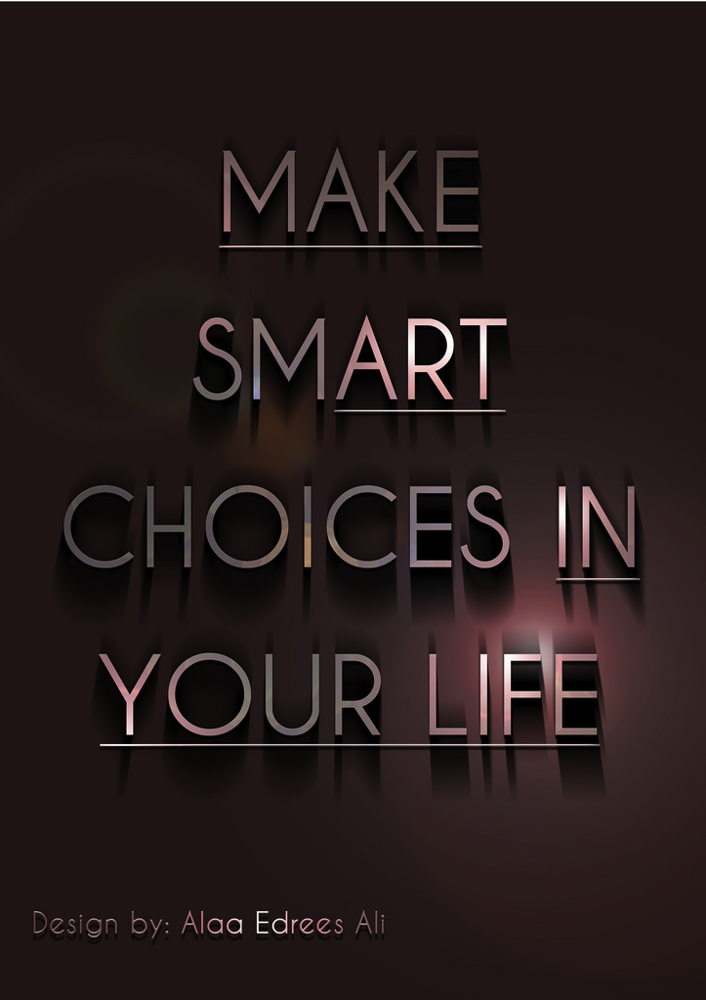 MAKE
SMART
CHOICES IN
YOUR LIFE
Design by: Alaa Edrees Ali